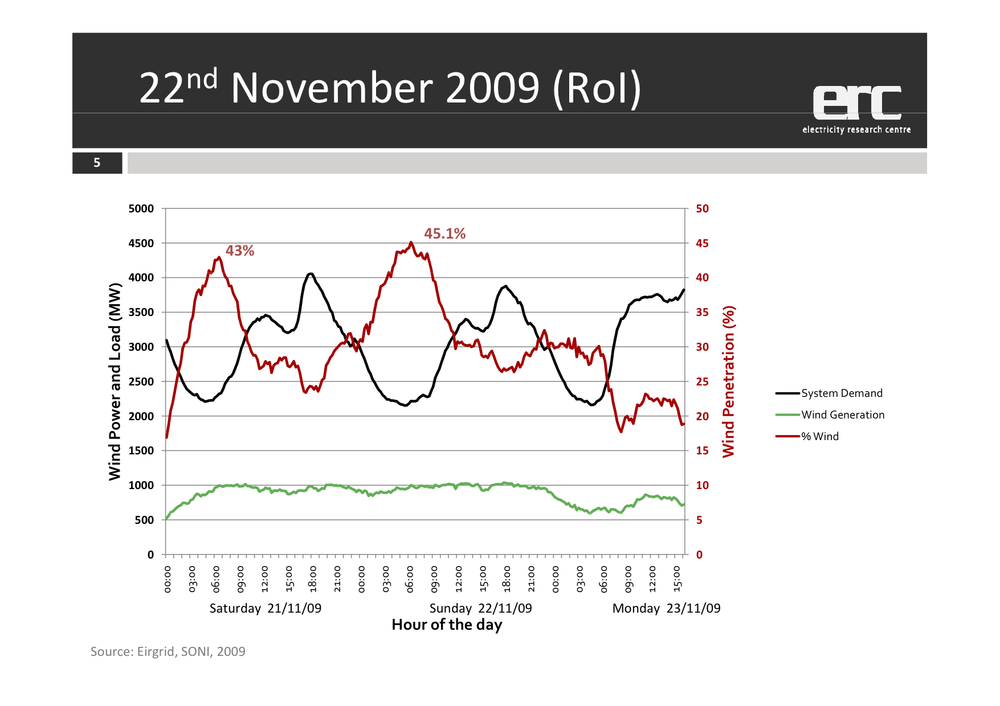 22nd November 2009 (RoI)
erc
electricity research centre
5
5000
4500
4000
3500
3000
2500
2000
1500
1000
500
0
Wind Power and Load (MW)
43%
45.1%
50
45
40
35
30
25
20
15
10
5
0
Wind Penetration (%)
System Demand
Wind Generation
% Wind
00:00 03:00 06:00 09:00 12:00 15:00 18:00 21:00 00:00 03:00 06:00 09:00 12:00 15:00 18:00 21:00 00:00 03:00 06:00 09:00 12:00 15:00
Saturday 21/11/09 Sunday 22/11/09 Monday 23/11/09
Hour of the day
Source: Eirgrid, SONI, 2009